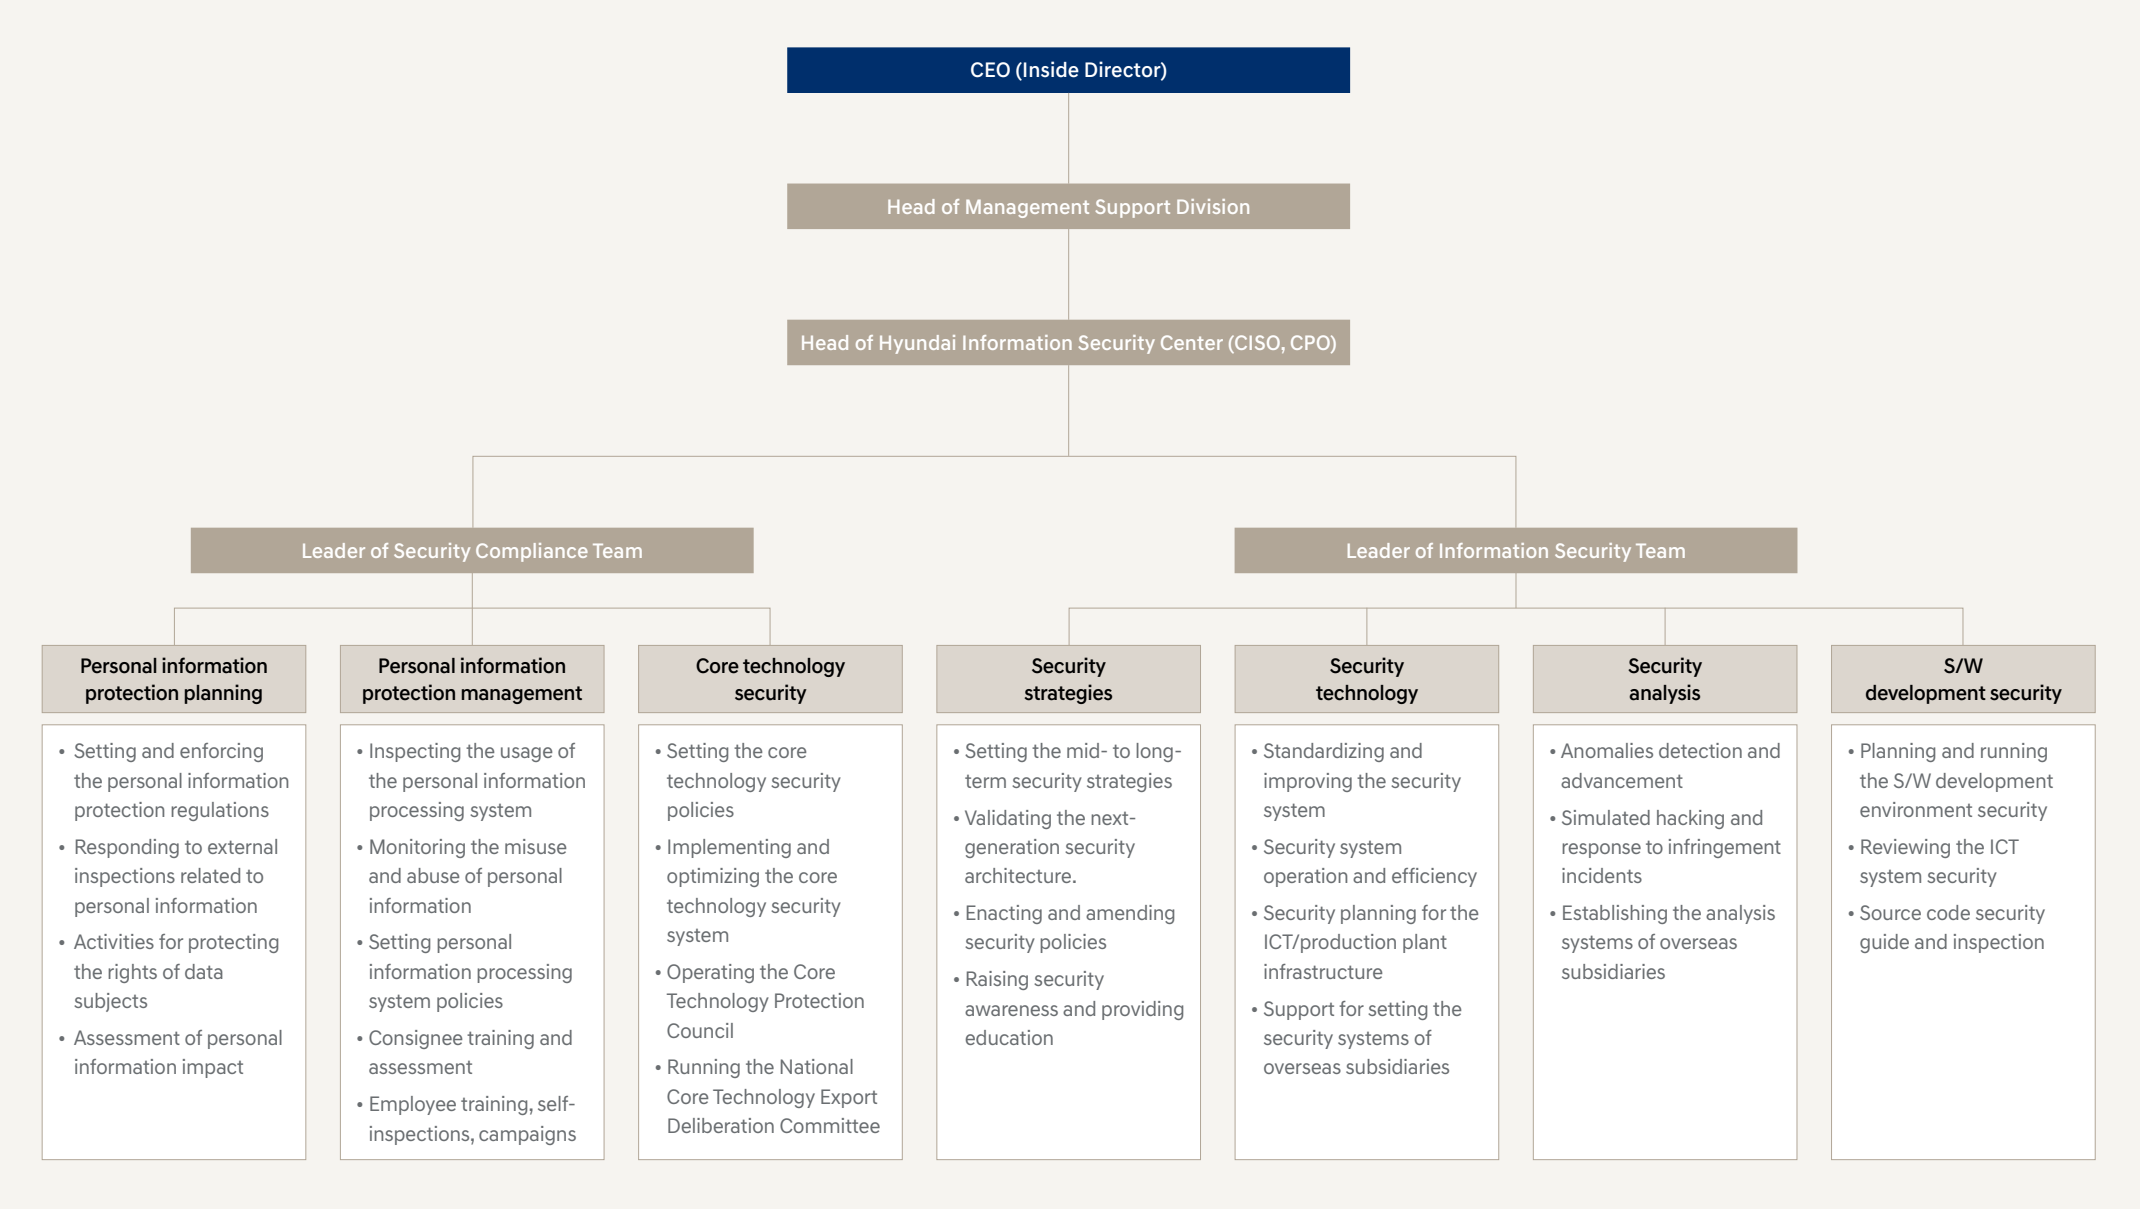 CEO (Inside Director)
Head of Management Support Division
Head of Hyundai Information Security Center (CISO, CPO)
Leader of Security Compliance Team
Leader of Information Security Team
Personal information
protection planning
• Setting and enforcing
the personal information
protection regulations
• Responding to external
inspections related to
personal information
• Activities for protecting
the rights of data
subjects
• Assessment of personal
information impact
Personal information
protection management
• Inspecting the usage of
the personal information
processing system
• Monitoring the misuse
and abuse of personal
information
• Setting personal
information processing
system policies
• Consignee training and
assessment
• Employee training, self-
inspections, campaigns
Core technology
security
• Setting the core
technology security
policies
• Implementing and
optimizing the core
technology security
system
• Operating the Core
Technology Protection
Council
• Running the National
Core Technology Export
Deliberation Committee
Security
strategies
• Setting the mid- to long-
term security strategies
• Validating the next-
generation security
architecture.
• Enacting and amending
security policies
• Raising security
awareness and providing
education
Security
technology
• Standardizing and
improving the security
system
• Security system
operation and efficiency
• Security planning for the
ICT/production plant
infrastructure
• Support for setting the
security systems of
overseas subsidiaries
Security
analysis
• Anomalies detection and
advancement
• Simulated hacking and
response to infringement
incidents
• Establishing the analysis
systems of overseas
subsidiaries
S/W
development security
• Planning and running
the S/W development
environment security
• Reviewing the ICT
system security
• Source code security
guide and inspection